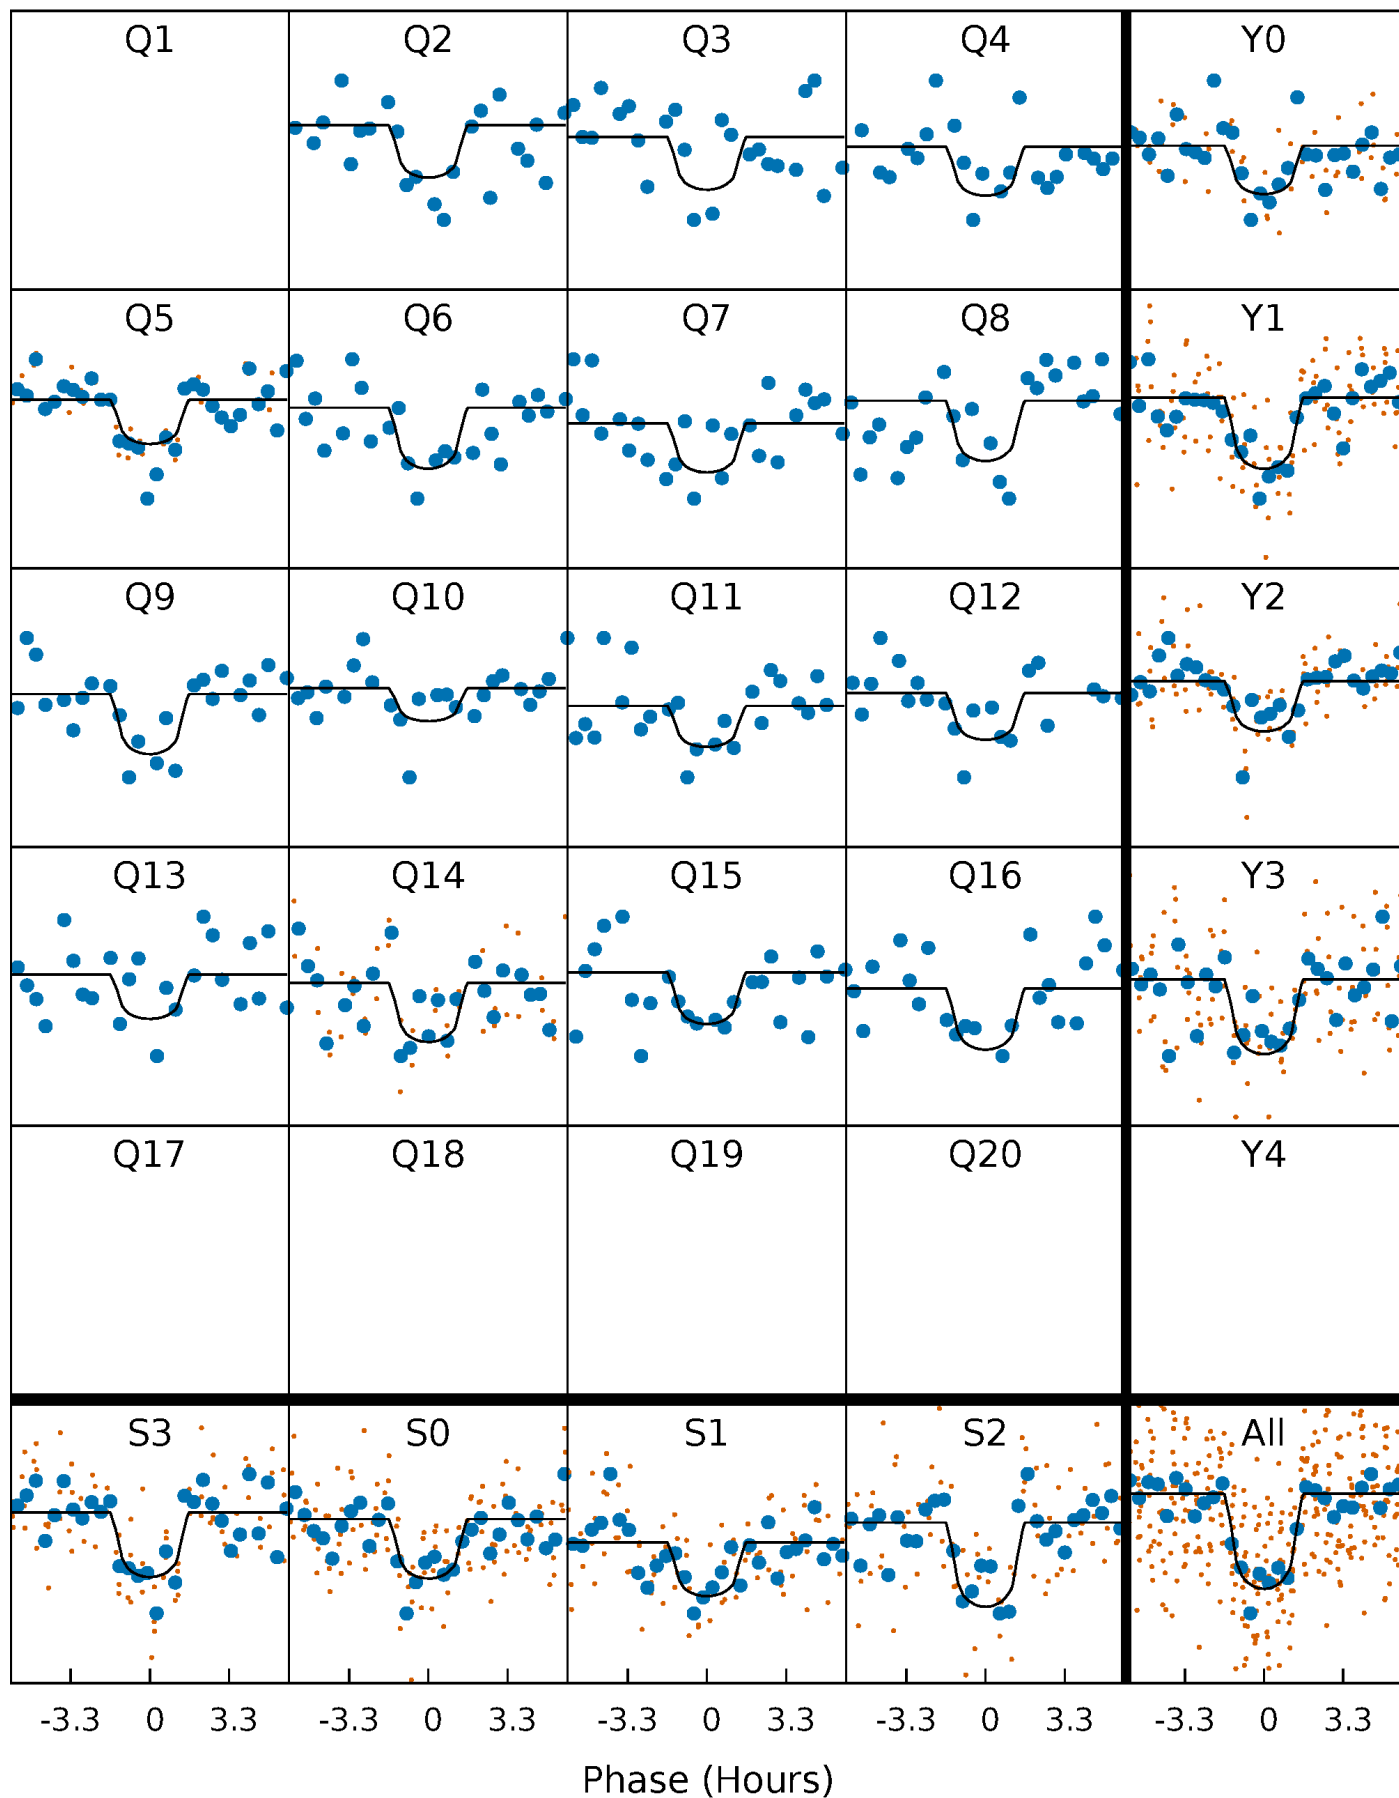 Q1 Q2 Q3 Q4 Y0
Q5 Q6 Q7 Q8 Y1
Q9 Q10 Q11 Q12 Y2
Q13 Q14 Q15 Q16 Y3
Q17 Q18 Q19 Q20 Y4
S3 S0 S1 S2 All
-3.3 0 3.3 -3.3 0 3.3 -3.3 0 3.3 -3.3 0 3.3 -3.3 0 3.3
Phase (Hours)